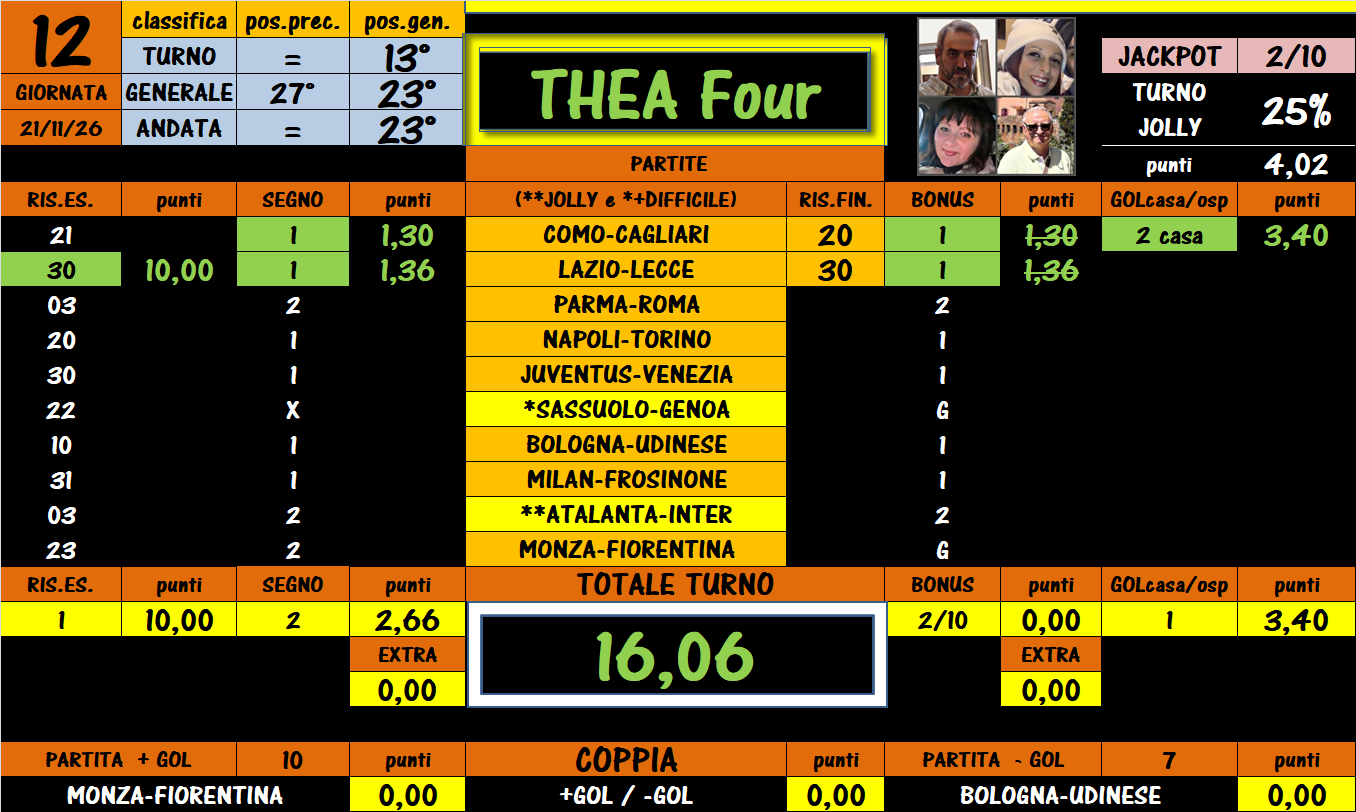 12 classifica pos.prec. pos.gen.
TURNO = 13°
GIORNATA GENERALE 27° 23°
21/11/26 ANDATA = 23°
THEA Four
JACKPOT 2/10
TURNO JOLLY 25%
punti 4,02
PARTITE
RIS.ES. punti SEGNO punti (**JOLLY e *+DIFFICILE) RIS.FIN. BONUS punti GOLcasa/osp punti
21 1 1,30 COMO-CAGLIARI 20 1 1,30 2 casa 3,40
30 10,00 1 1,36 LAZIO-LECCE 30 1 1,36
03 2 PARMA-ROMA 2
20 1 NAPOLI-TORINO 1
30 1 JUVENTUS-VENEZIA 1
22 X *SASSUOLO-GENOA G
10 1 BOLOGNA-UDINESE 1
31 1 MILAN-FROSINONE 1
03 2 **ATALANTA-INTER 2
23 2 MONZA-FIORENTINA G
RIS.ES. punti SEGNO punti TOTALE TURNO BONUS punti GOLcasa/osp punti
1 10,00 2 2,66 16,06 2/10 0,00 1 3,40
EXTRA EXTRA
0,00 0,00
PARTITA + GOL 10 punti COPPIA punti PARTITA - GOL 7 punti
MONZA-FIORENTINA 0,00 +GOL / -GOL 0,00 BOLOGNA-UDINESE 0,00